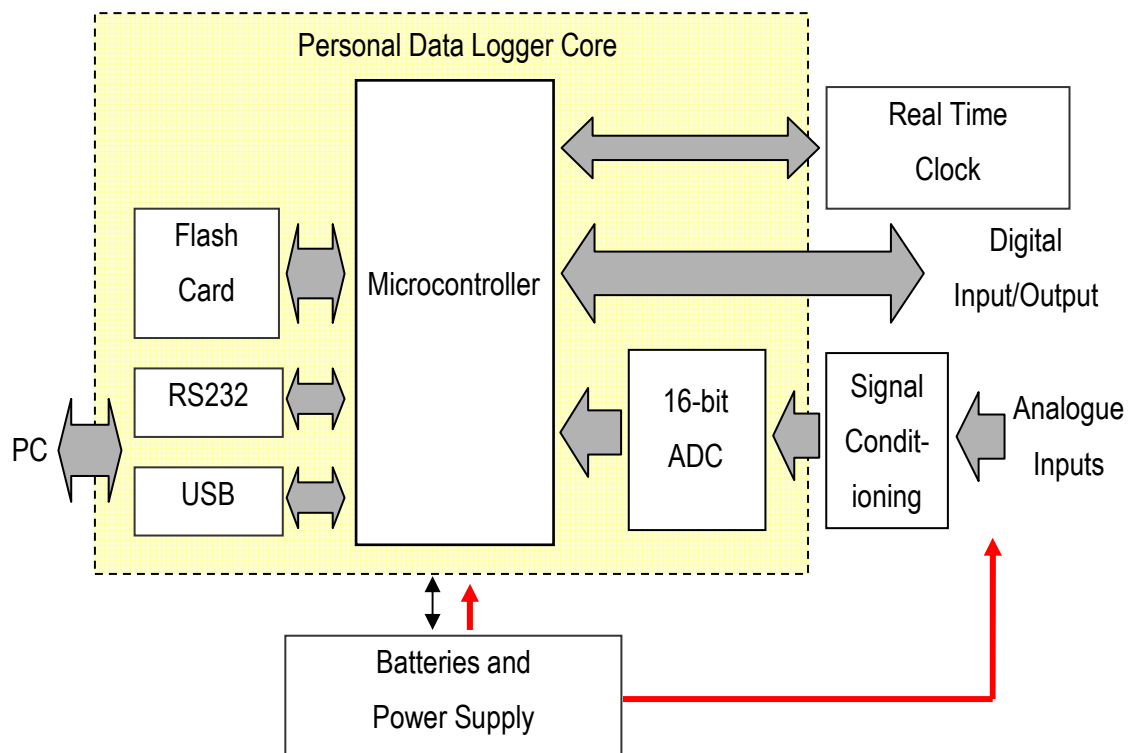 Personal Data Logger Core
Real Time
Clock
Flash
Card
Microcontroller
Digital
Input/Output
RS232
16-bit
ADC
Signal
Condit-
ioning
Analogue
Inputs
PC
USB
Batteries and
Power Supply